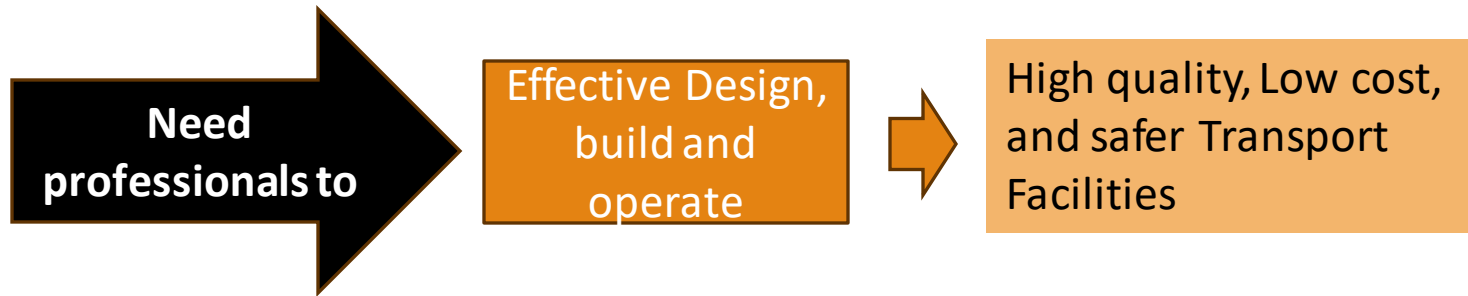 Need
professionals to
Effective Design,
build and
operate
High quality, Low cost,
and safer Transport
Facilities